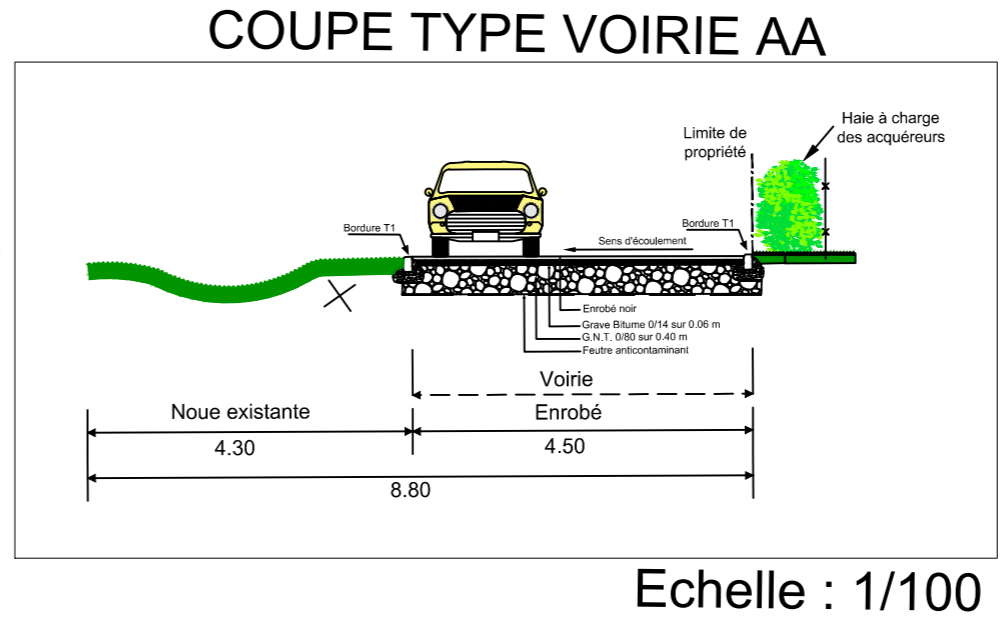 COUPE TYPE VOIRIE AA
Haie à charge
des acquéreurs
Limite de
propriété
Bordure T1
Bordure T1
Sens d'écoulement
Enrobé noir
Grave Bitume 0/14 sur 0.06 m
G.N.T. 0/80 sur 0.40 m
Feutre anticontaminant
Voirie
Noue existante
Enrobé
4.30
4.50
8.80
Echelle : 1/100